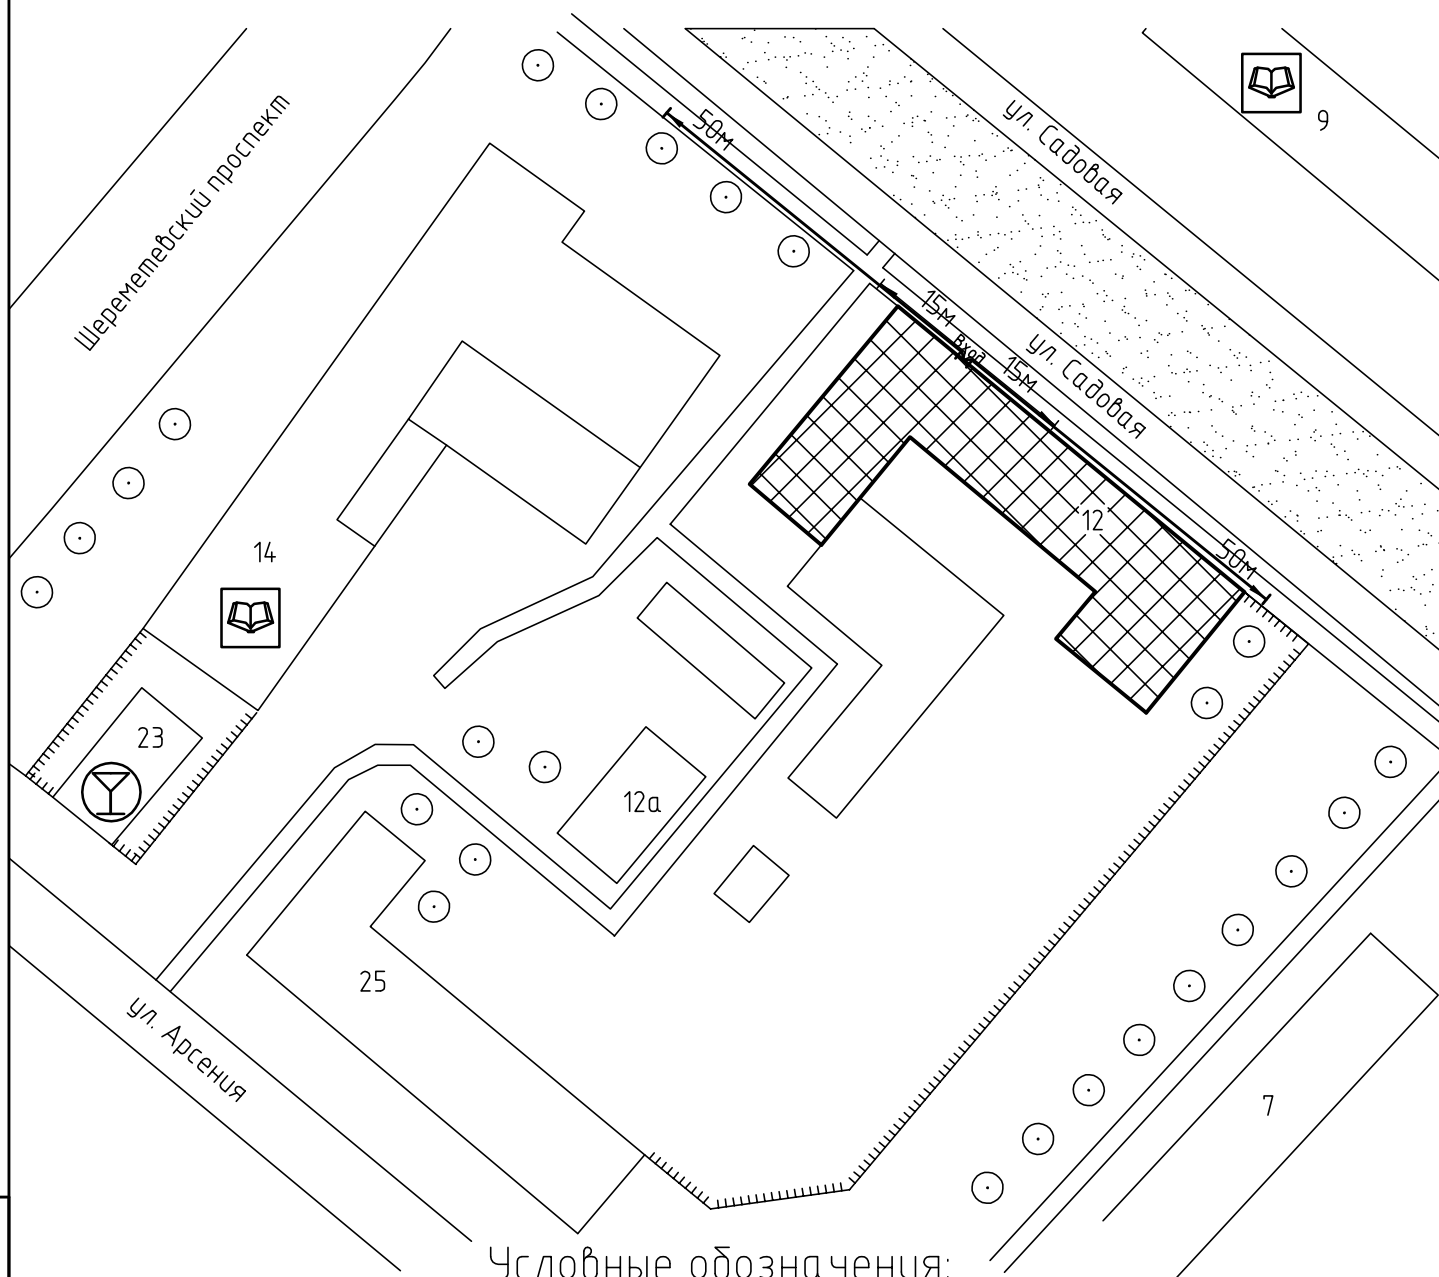 50м
ул. Садовая
9
Шереметевский проспект
15м
Вход
15м
ул. Садовая
12
50м
14
23
12а
25
ул. Арсения
7
Условные обозначения: